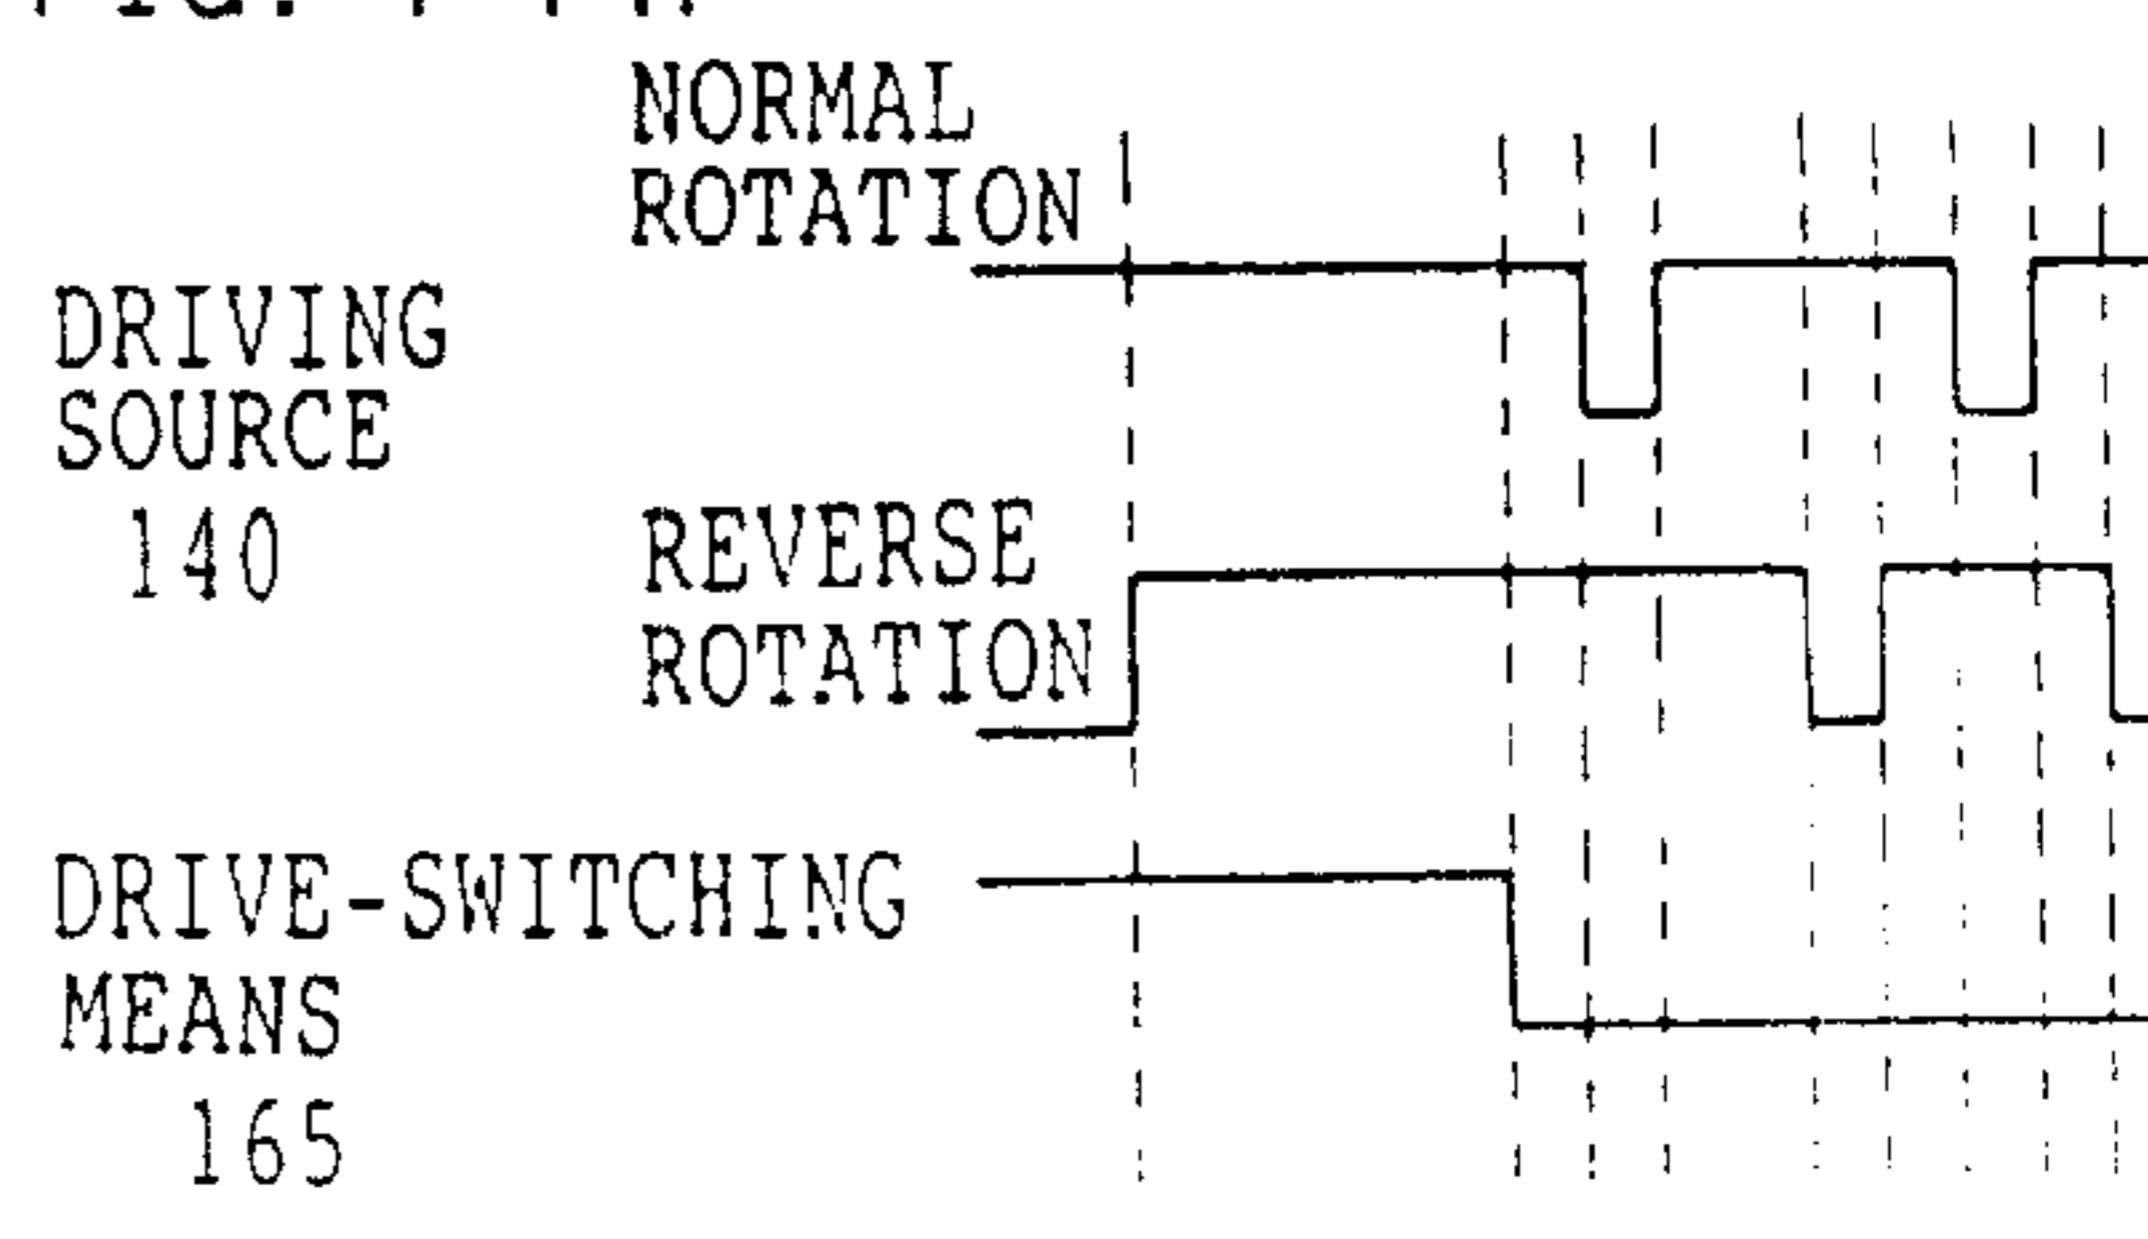 NORMAL
ROTATION
DRIVING
SOURCE
140
REVERSE
ROTATION
DRIVE-SWITCHING
MEANS
165